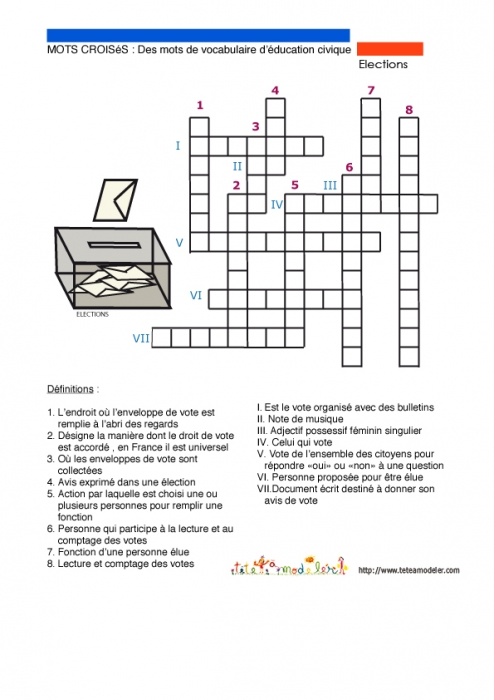 MOTS CROISéS : Des mots de vocabulaire d'éducation civique
Elections
4
7
1
8
3
I
II
6
2
5
III
IV
V
VI
VII
ELECTIONS
Définitions :
1. L'endroit où l'enveloppe de vote est
remplie à l'abri des regards
2. Dèsigne la manière dont le droit de vote
est accordé , en France il est universel
3. Où les enveloppes de vote sont
collectées
4. Avis exprimé dans une élection
5. Action par laquelle est choisi une ou
plusieurs personnes pour remplir une
fonction
6. Personne qui participe à la lecture et au
comptage des votes
7. Fonction d'une personne élue
8. Lecture et comptage des votes
I. Est le vote organisé avec des bulletins
II. Note de musique
III. Adjectif possessif féminin singulier
IV. Celui qui vote
V. Vote de l'ensemble des citoyens pour
répondre «oui» ou «non» à une question
VI. Personne proposée pour être élue
VII.Document écrit destiné à donner son
avis de vote
tête à modeler
http://www.teteamodeler.com